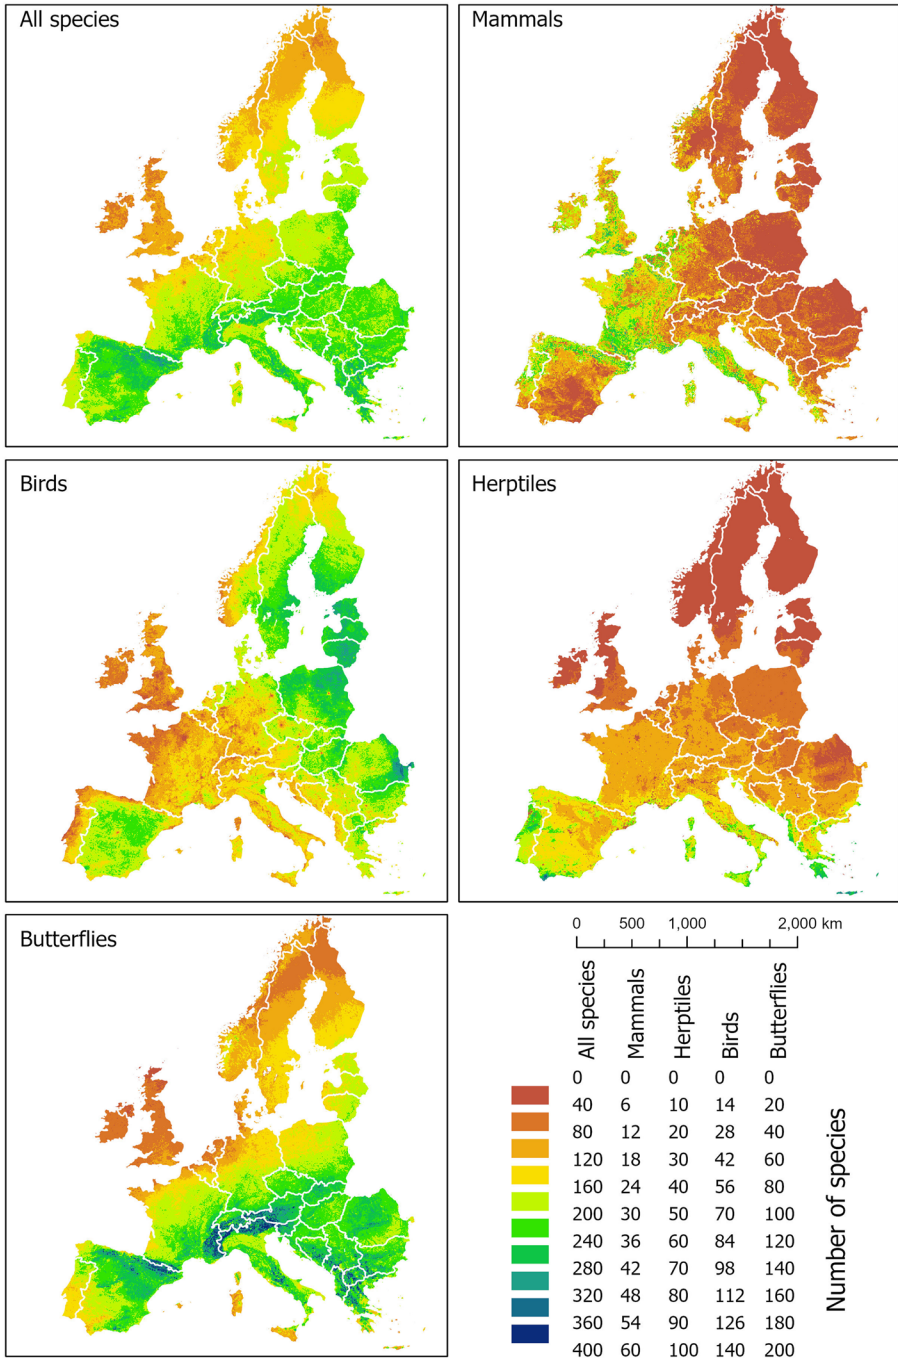 All species
Mammals
Birds
Herptiles
Butterflies
0 500 1,000 2,000 km
All species Mammals Herptiles Birds Butterflies
0 0 0 0 0
40 6 10 14 20
80 12 20 28 40
120 18 30 42 60
160 24 40 56 80
200 30 50 70 100
240 36 60 84 120
280 42 70 98 140
320 48 80 112 160
360 54 90 126 180
400 60 100 140 200
Number of species